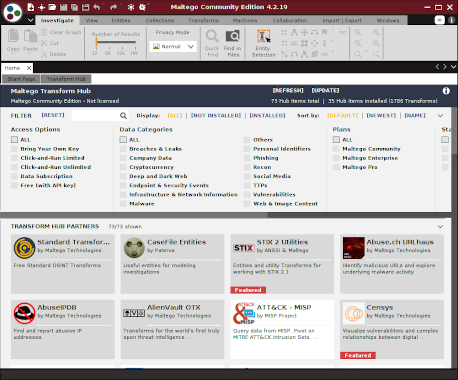 Maltego Community Edition 4.2.19
Investigate View Entities Collections Transforms Machines Collaboration Import | Export Windows
Copy Paste Clear Graph Cut Delete
Number of Results
12 50 256 10K
Privacy Mode
Normal
Quick Find
Find in Files
Entity Selection
Home
Start Page Transform Hub
Maltego Transform Hub [REFRESH] [UPDATE]
Maltego Community Edition - Not licensed 73 Hub items total | 35 Hub items installed (1786 Transforms)
FILTER [RESET] Display: [ALL] | [NOT INSTALLED] | [INSTALLED] Sort by: [DEFAULT] | [NEWEST] | [NAME]
Access Options
ALL
Bring Your Own Key
Click-and-Run Limited
Click-and-Run Unlimited
Data Subscription
Free (with API key)
Data Categories
ALL
Breaches & Leaks
Company Data
Cryptocurrency
Deep and Dark Web
Endpoint & Security Events
Infrastructure & Network Information
Malware
Others
Personal Identifiers
Phishing
Recon
Social Media
TTPs
Vulnerabilities
Web & Image Content
Plans
ALL
Maltego Community
Maltego Enterprise
Maltego Pro
TRANSFORM HUB PARTNERS 73/73 shown
Standard Transfor...
by Maltego Technologies
Free Standard OSINT Transforms
CaseFile Entities
by Paterva
Useful entities for modeling
investigations
STIX
STIX 2 Utilities
by ANSSI & Maltego
Entities and utility Transforms for
working with STIX 2.1
Featured
Abuse.ch URLhaus
by Maltego Technologies
Identify malicious URLs and explore
underlying malware activity
AbuseIPDB
by Maltego Technologies
Find and report abusive IP
addresses.
AlienVault OTX
by Maltego Technologies
Transforms for the world's first truly
open threat intelligence ...
ATT&CK
MISP
ATT&CK - MISP
by MISP Project
Query data from MISP. Pivot on
MITRE ATT&CK Intrusion Sets, ...
Censys
by Maltego Technologies
Visualize vulnerabilities and complex
relationships between digital ...
Featured